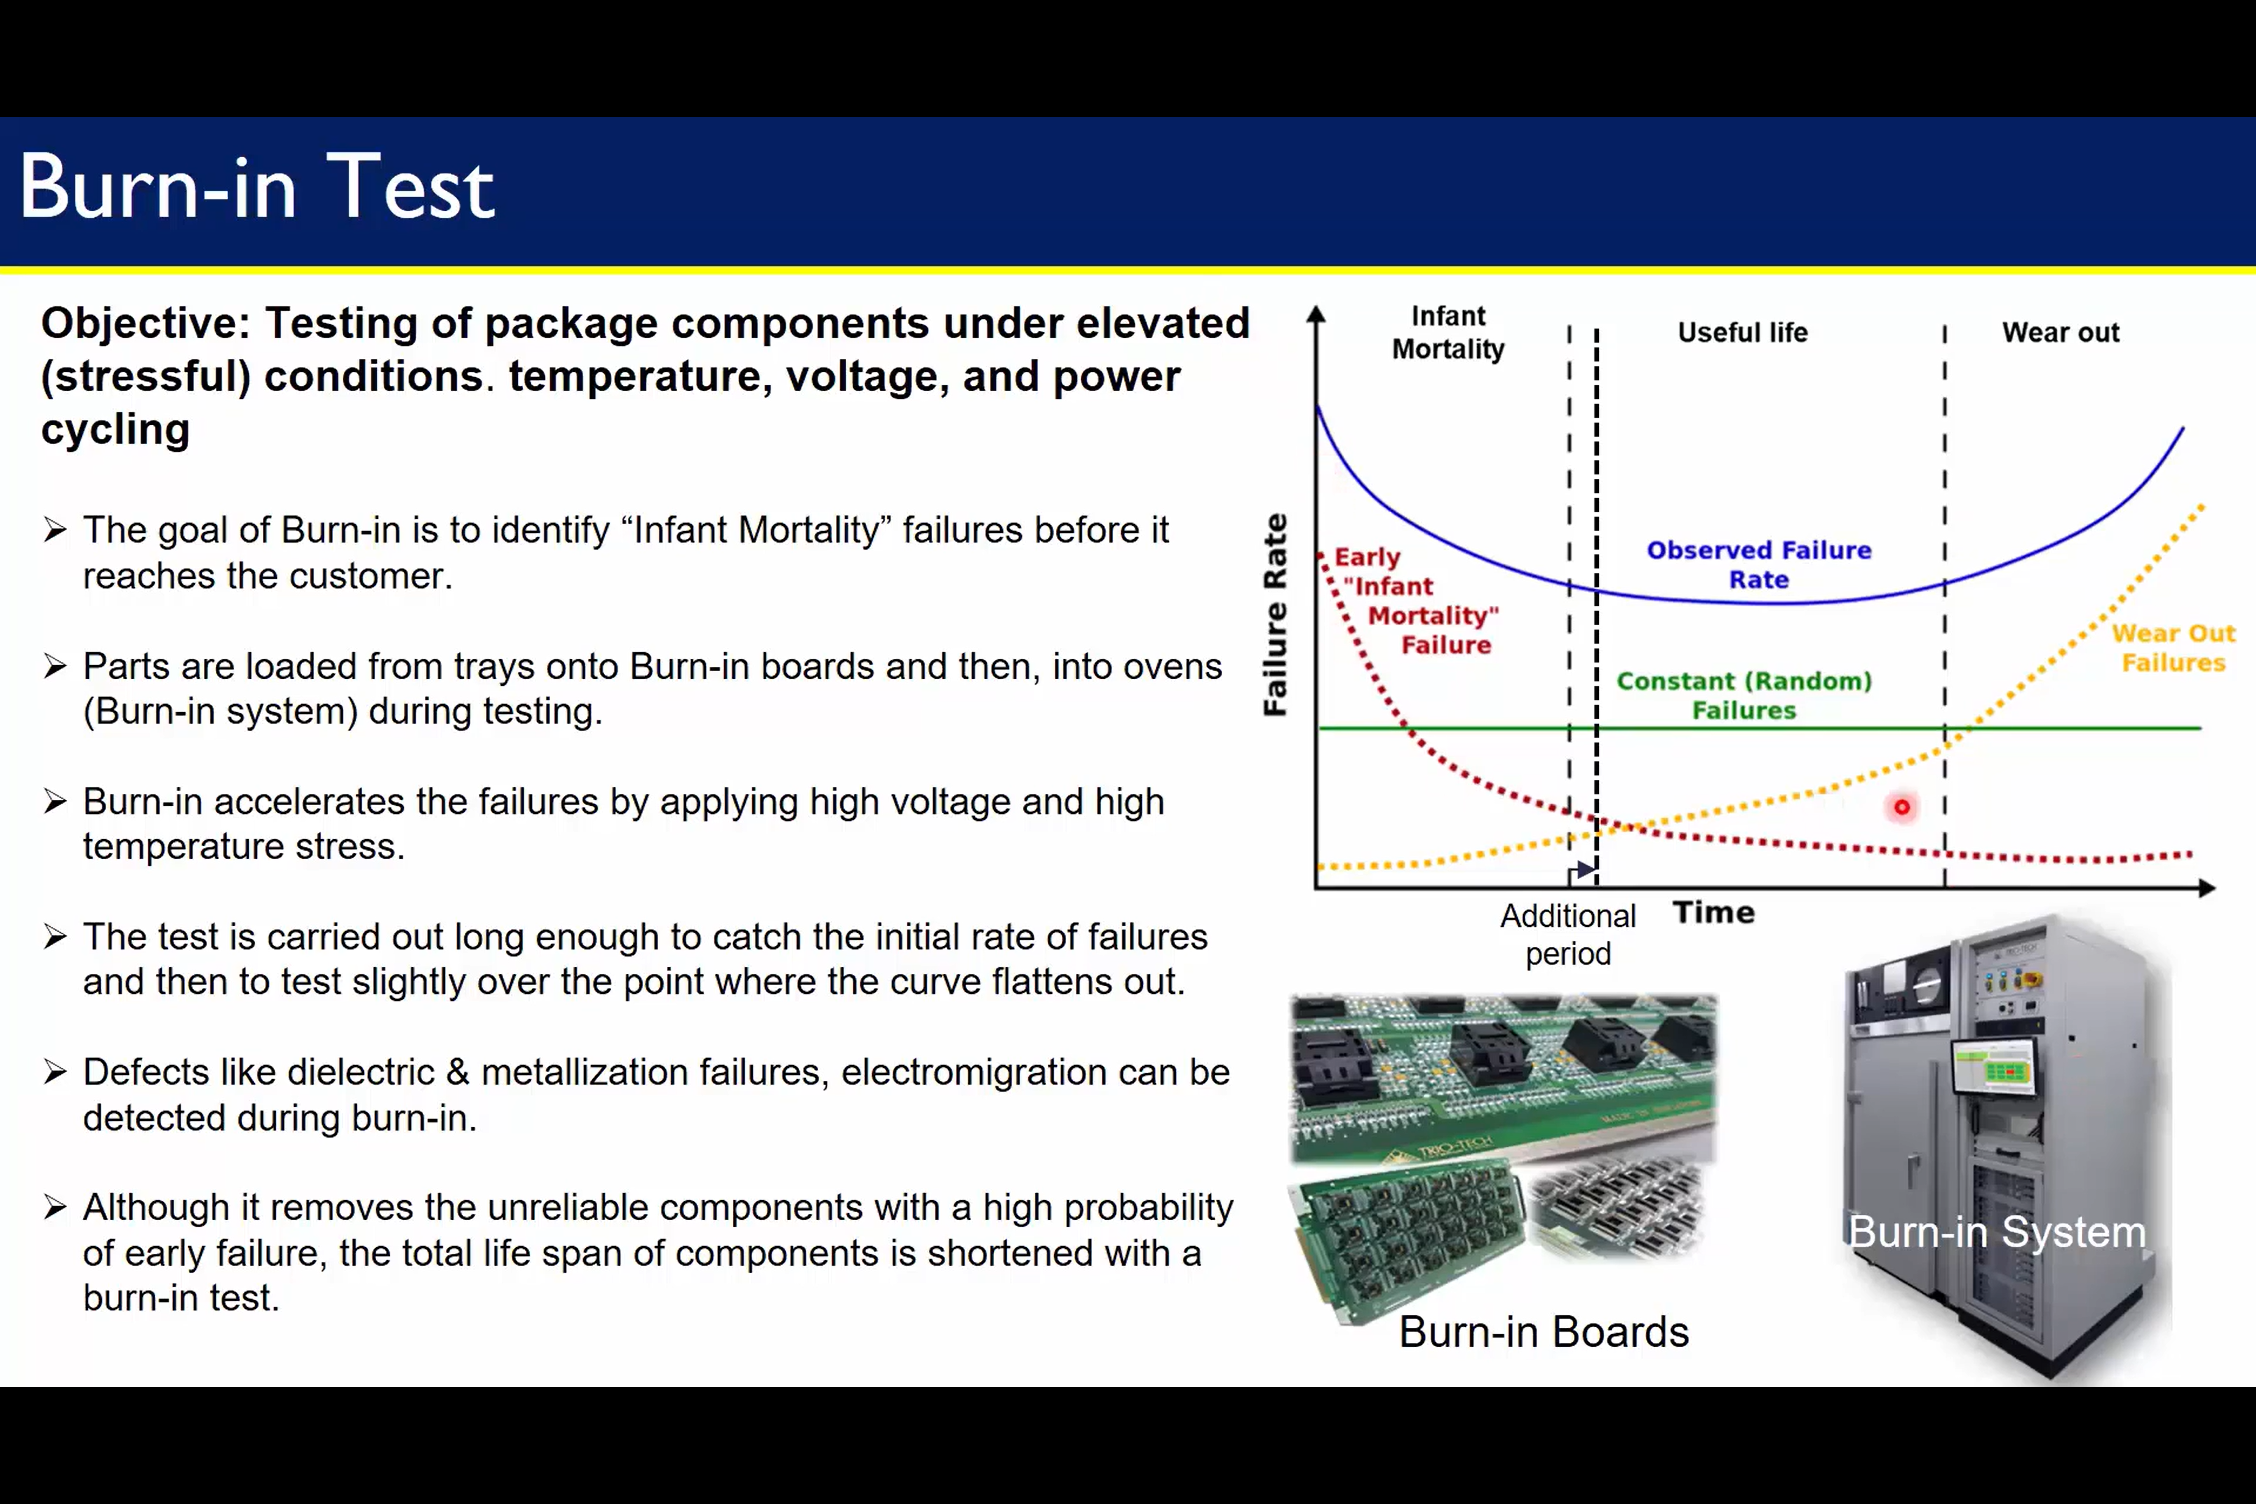 Burn-in Test
Objective: Testing of package components under elevated
(stressful) conditions. temperature, voltage, and power
cycling
➢ The goal of Burn-in is to identify “Infant Mortality” failures before it
reaches the customer.
➢ Parts are loaded from trays onto Burn-in boards and then, into ovens
(Burn-in system) during testing.
➢ Burn-in accelerates the failures by applying high voltage and high
temperature stress.
➢ The test is carried out long enough to catch the initial rate of failures
and then to test slightly over the point where the curve flattens out.
➢ Defects like dielectric & metallization failures, electromigration can be
detected during burn-in.
➢ Although it removes the unreliable components with a high probability
of early failure, the total life span of components is shortened with a
burn-in test.
Infant
Mortality
Useful life
Wear out
Failure Rate
Observed Failure
Rate
Early
"Infant
Mortality"
Failure
Wear Out
Failures
Constant (Random)
Failures
Time
Additional
period
TRIO-TECH
Burn-in System
Burn-in Boards